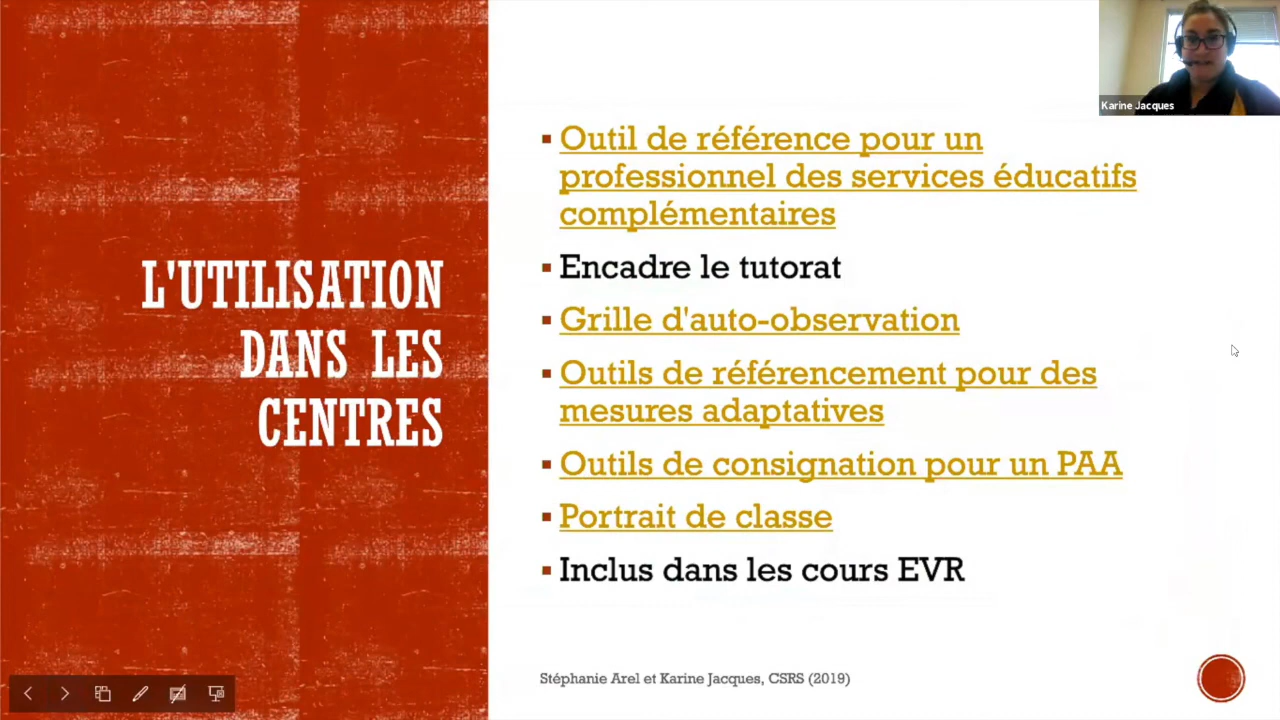 L'UTILISATION
DANS LES
CENTRES
▪ Outil de référence pour un
professionnel des services éducatifs
complémentaires
▪ Encadre le tutorat
▪ Grille d'auto-observation
▪ Outils de référencement pour des
mesures adaptatives
▪ Outils de consignation pour un PAA
▪ Portrait de classe
▪ Inclus dans les cours EVR
Stéphanie Arel et Karine Jacques, CSRS (2019)
Karine Jacques